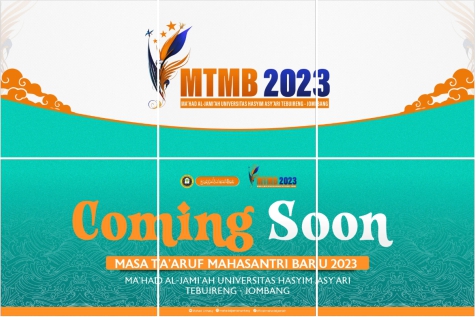 MTMB 2023
MA'HAD AL-JAMI'AH UNIVERSITAS HASYIM ASY'ARI TEBUIRENG - JOMBANG
MTMB 2023
Coming Soon
MASA TA'ARUF MAHASANTRI BARU 2023
MA'HAD AL-JAMI'AH UNIVERSITAS HASYIM ASY'ARI
TEBUIRENG - JOMBANG